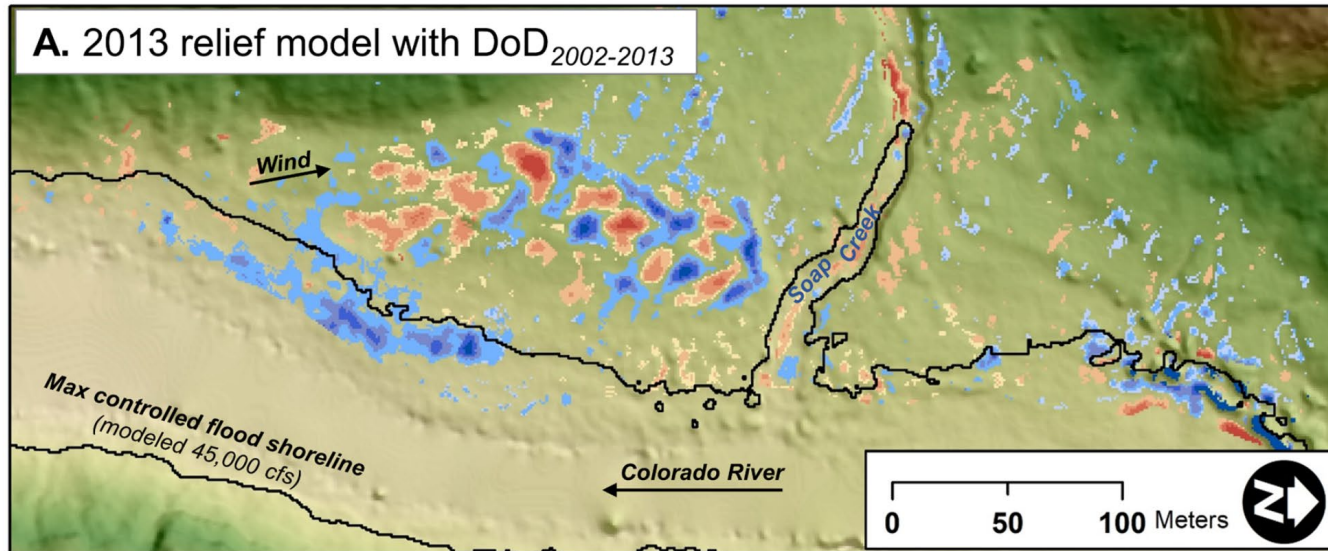 A. 2013 relief model with DoD2002-2013
Wind
Soap Creek
Max controlled flood shoreline
(modeled 45,000 cfs)
Colorado River
0 50 100 Meters
N